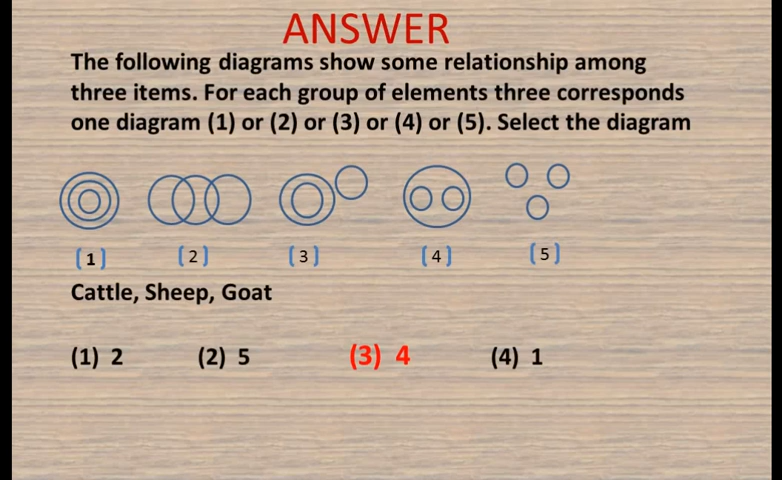 ANSWER
The following diagrams show some relationship among
three items. For each group of elements three corresponds
one diagram (1) or (2) or (3) or (4) or (5). Select the diagram
(1) (2) (3) (4) (5)
Cattle, Sheep, Goat
(1) 2 (2) 5 (3) 4 (4) 1